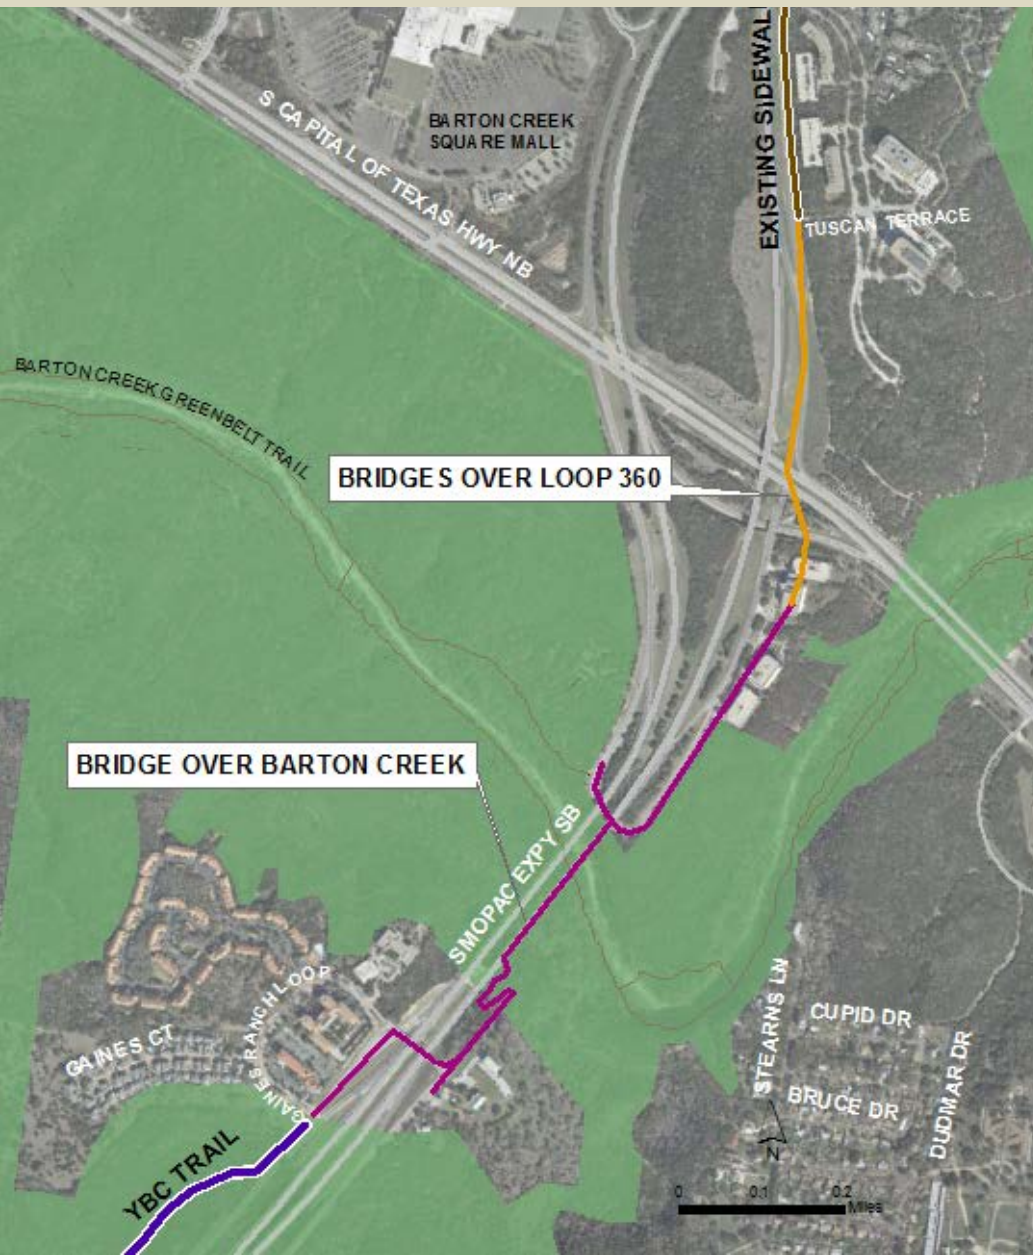 EXISTING SIDEWAL
S CAPITAL OF TEXAS HWY NB
BARTON CREEK
SQUARE MALL
TUSCAN TERRACE
BARTON CREEK GREENBELT TRAIL
BRIDGES OVER LOOP 360
BRIDGE OVER BARTON CREEK
S MOPAC EXPY SB
GAINES RANCH LOOP
GAINES CT
STEARNS LN
CUPID DR
BRUCE DR
DUDMAR DR
YBC TRAIL
N
0 0.1 0.2
Miles